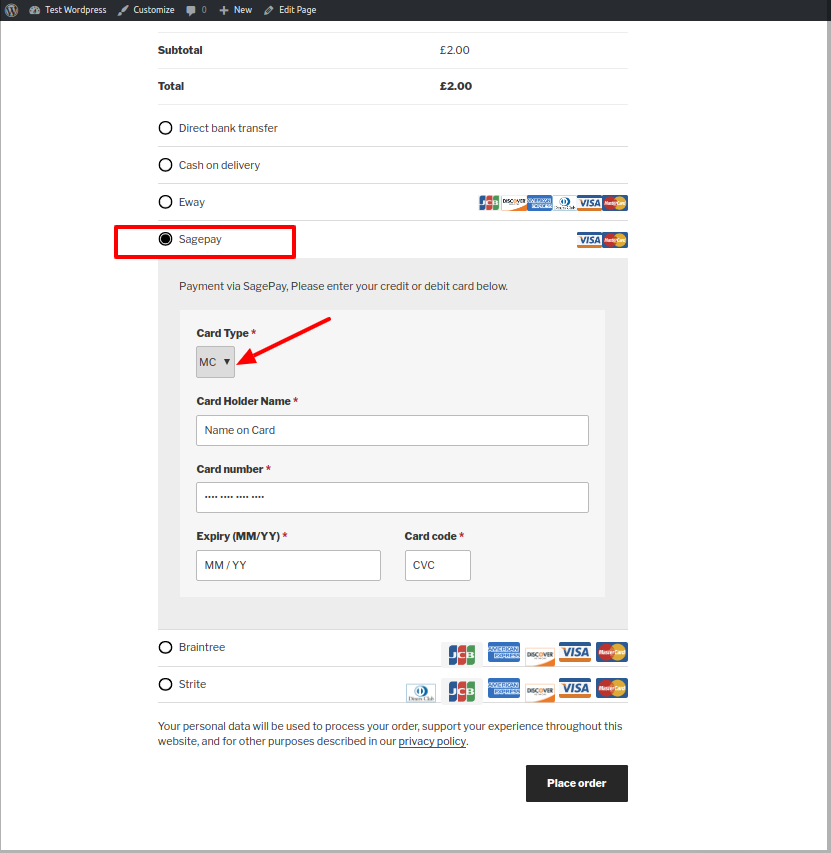 Test Wordpress Customize 0 New Edit Page
Subtotal £2.00
Total £2.00
Direct bank transfer
Cash on delivery
Eway JCB DISCOVER AMERICAN EXPRESS Diners Club VISA MasterCard
Sagepay VISA MasterCard
Payment via SagePay, Please enter your credit or debit card below.
Card Type *
MC
Card Holder Name *
Name on Card
Card number *
•••• •••• •••• ••••
Expiry (MM/YY) * Card code *
MM / YY CVC
Braintree JCB AMERICAN EXPRESS DISCOVER VISA MasterCard
Strite Diners Club JCB AMERICAN EXPRESS DISCOVER VISA MasterCard
Your personal data will be used to process your order, support your experience throughout this
website, and for other purposes described in our privacy policy.
Place order